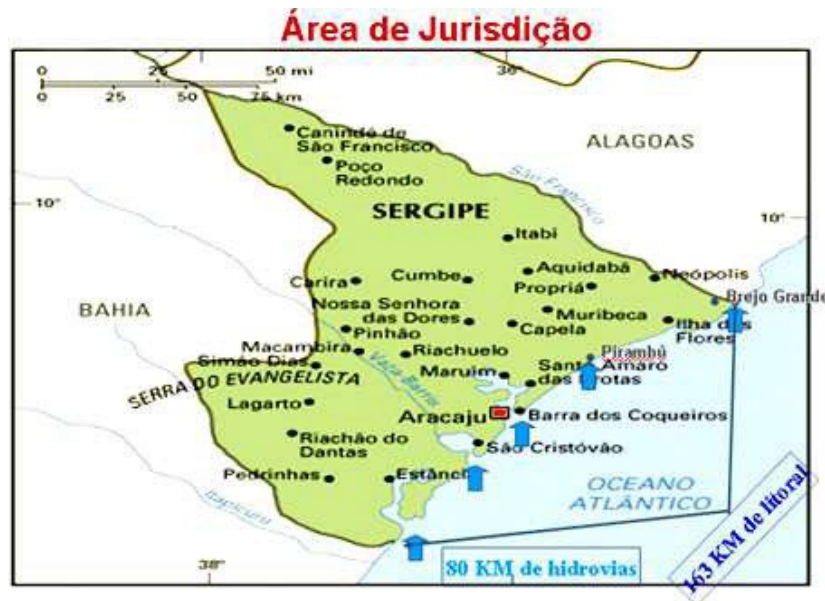 Área de Jurisdição
0 25 50 mi
0 25 50 75 km
36°
Canindé de
São Francisco
Poço
Redondo
ALAGOAS
São Francisco
10°
10°
SERGIPE
Itabi
Aquidabã
Carira
Cumbe
Propriá
Neópolis
Brejo Grande
BAHIA
Nossa Senhora
das Dores
Muribeca
Capela
Ilha das
Flores
Pinhão
Macambira
Riachuelo
Pirambú
Simão Dias
Vaza Barris
Maruim
Santo Amaro
das Brotas
SERRA DO EVANGELISTA
Lagarto
Aracaju
Barra dos Coqueiros
Riachão do
Dantas
São Cristóvão
Pedrinhas
Estânci
Itapicuru
OCEANO
ATLÂNTICO
38°
80 KM de hidrovias
163 KM de litoral